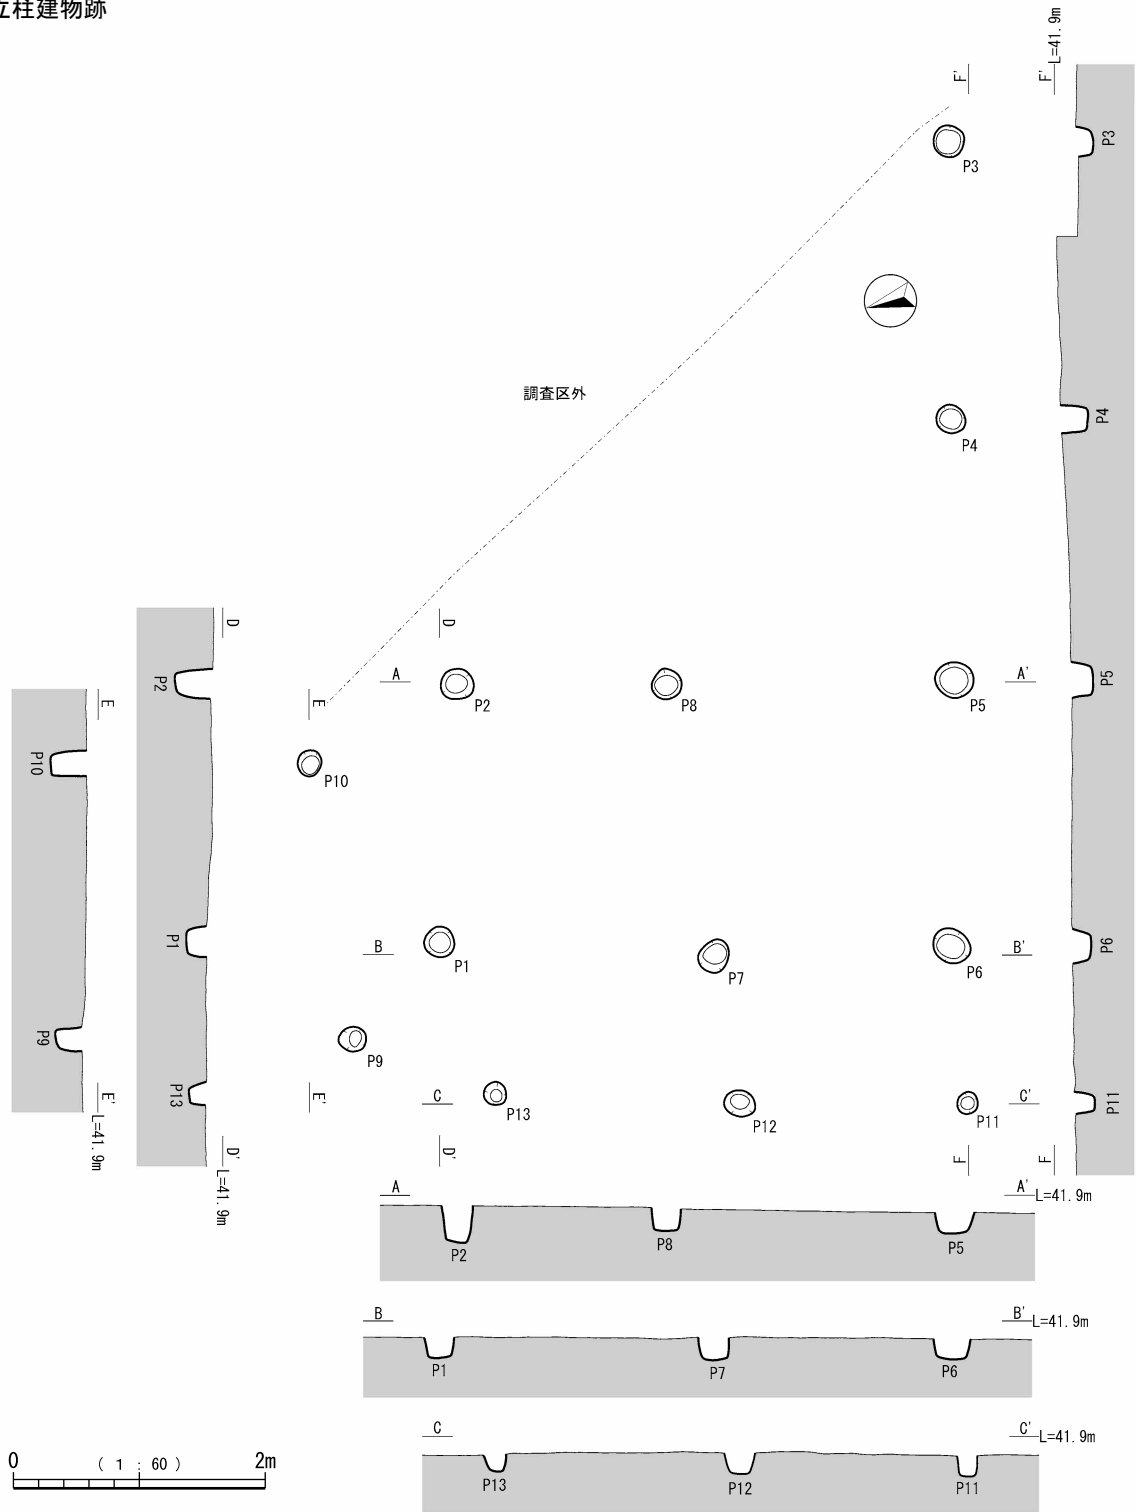 立柱建物跡
L=41.9m
F'
F'
P3
P3
調査区外
P4
P4
D
D
A
A'
P2
P2
P8
P5
P5
E
E
P10
P10
B
B'
P1
P1
P7
P6
P6
P9
P9
P13
P13
C
C'
P12
P11
P11
E'
E'
L=41.9m
D'
D'
L=41.9m
F
F
A
A'
L=41.9m
P2
P8
P5
B
B'
L=41.9m
P1
P7
P6
C
C'
L=41.9m
P13
P12
P11
0 ( 1 : 60 ) 2m